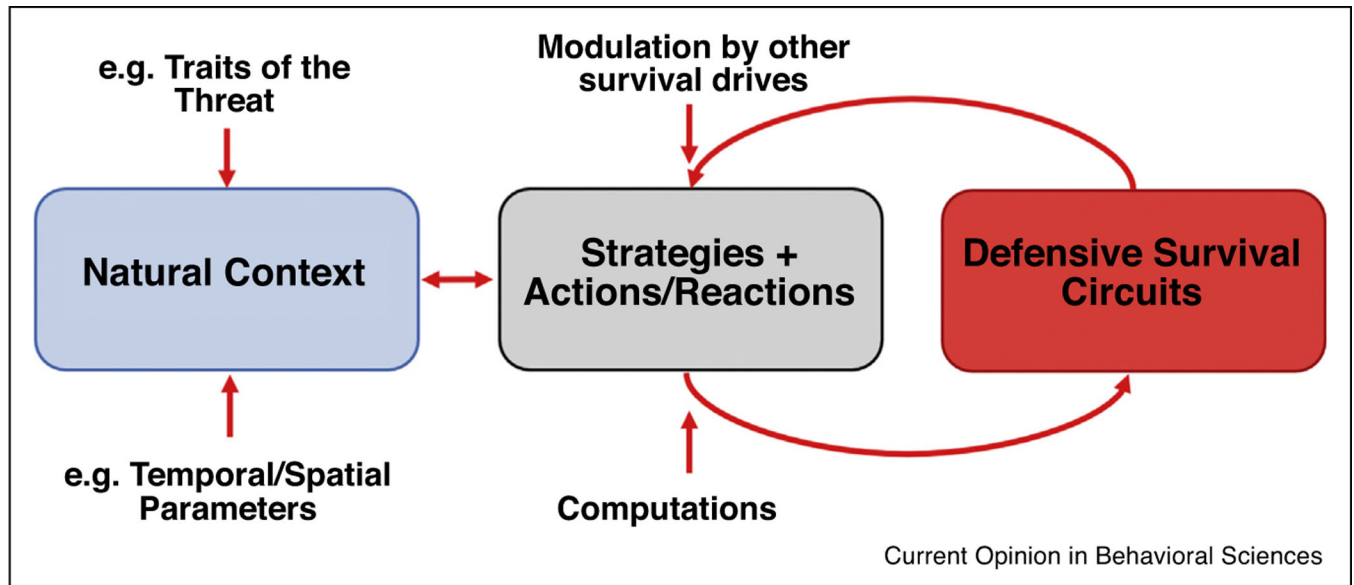 e.g. Traits of the
Threat
Modulation by other
survival drives
Natural Context
Strategies +
Actions/Reactions
Defensive Survival
Circuits
e.g. Temporal/Spatial
Parameters
Computations
Current Opinion in Behavioral Sciences